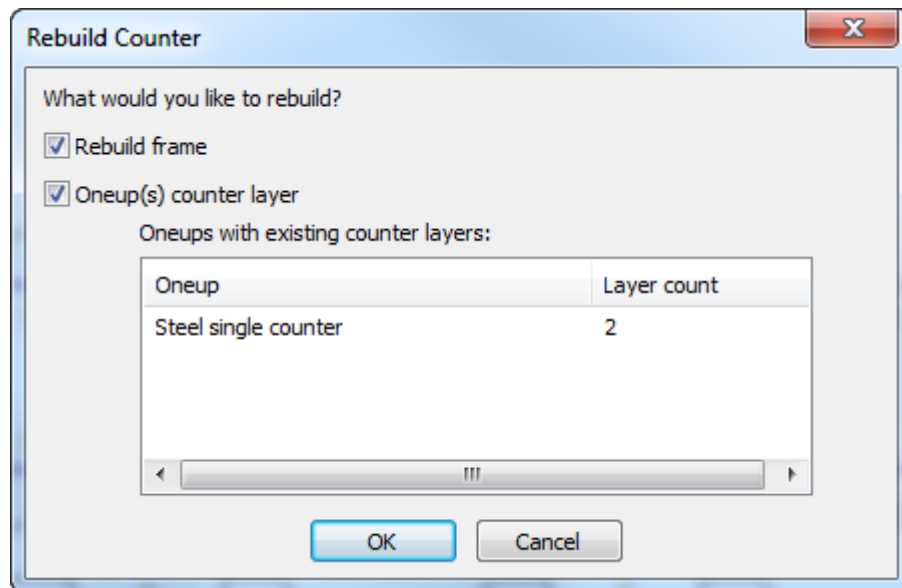 Rebuild Counter
What would you like to rebuild?
Rebuild frame
Oneup(s) counter layer
Oneups with existing counter layers:
Oneup Layer count
Steel single counter 2
OK Cancel